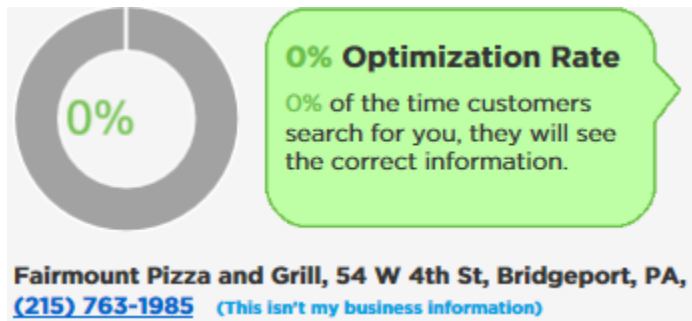 0%
0% Optimization Rate
0% of the time customers
search for you, they will see
the correct information.
Fairmount Pizza and Grill, 54 W 4th St, Bridgeport, PA,
(215) 763-1985 (This isn't my business information)